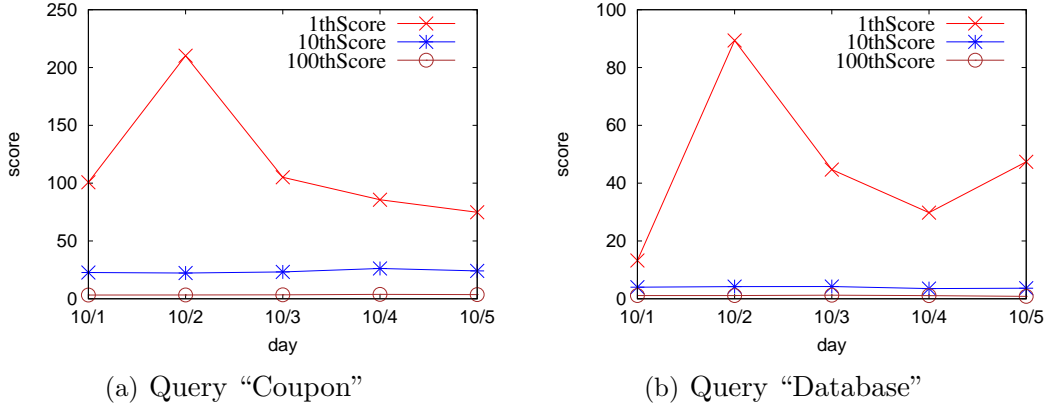 250
200
150
100
50
0
score
1thScore
10thScore
100thScore
10/1 10/2 10/3 10/4 10/5
day
(a) Query “Coupon”
100
80
60
40
20
0
score
1thScore
10thScore
100thScore
10/1 10/2 10/3 10/4 10/5
day
(b) Query “Database”